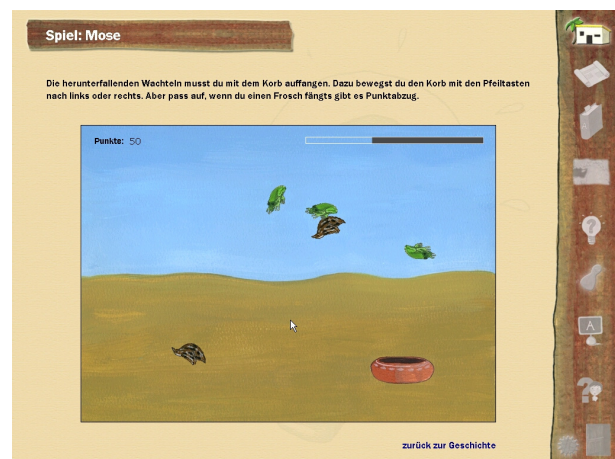 Spiel: Mose
Die herunterfallenden Wachteln musst du mit dem Korb auffangen. Dazu bewegst du den Korb mit den Pfeiltasten
nach links oder rechts. Aber pass auf, wenn du einen Frosch fängts gibt es Punktabzug.
Punkte: 50
?
A
?
zurück zur Geschichte